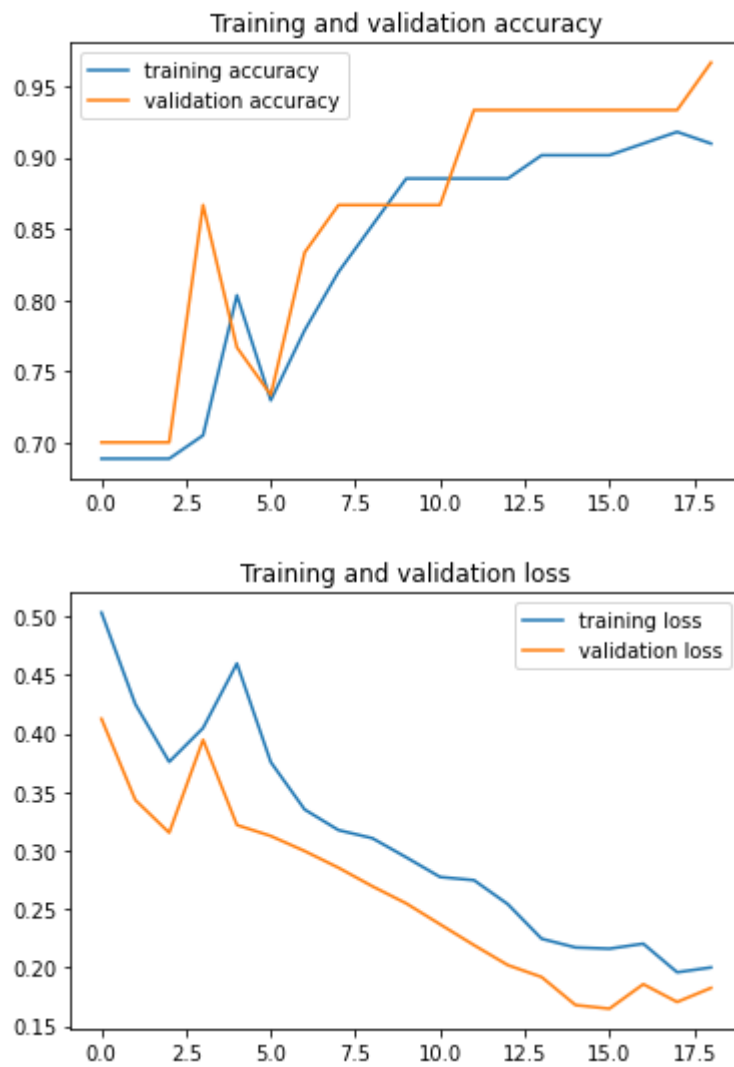 Training and validation accuracy
training accuracy
validation accuracy
0.95
0.90
0.85
0.80
0.75
0.70
0.0 2.5 5.0 7.5 10.0 12.5 15.0 17.5
Training and validation loss
training loss
validation loss
0.50
0.45
0.40
0.35
0.30
0.25
0.20
0.15
0.0 2.5 5.0 7.5 10.0 12.5 15.0 17.5